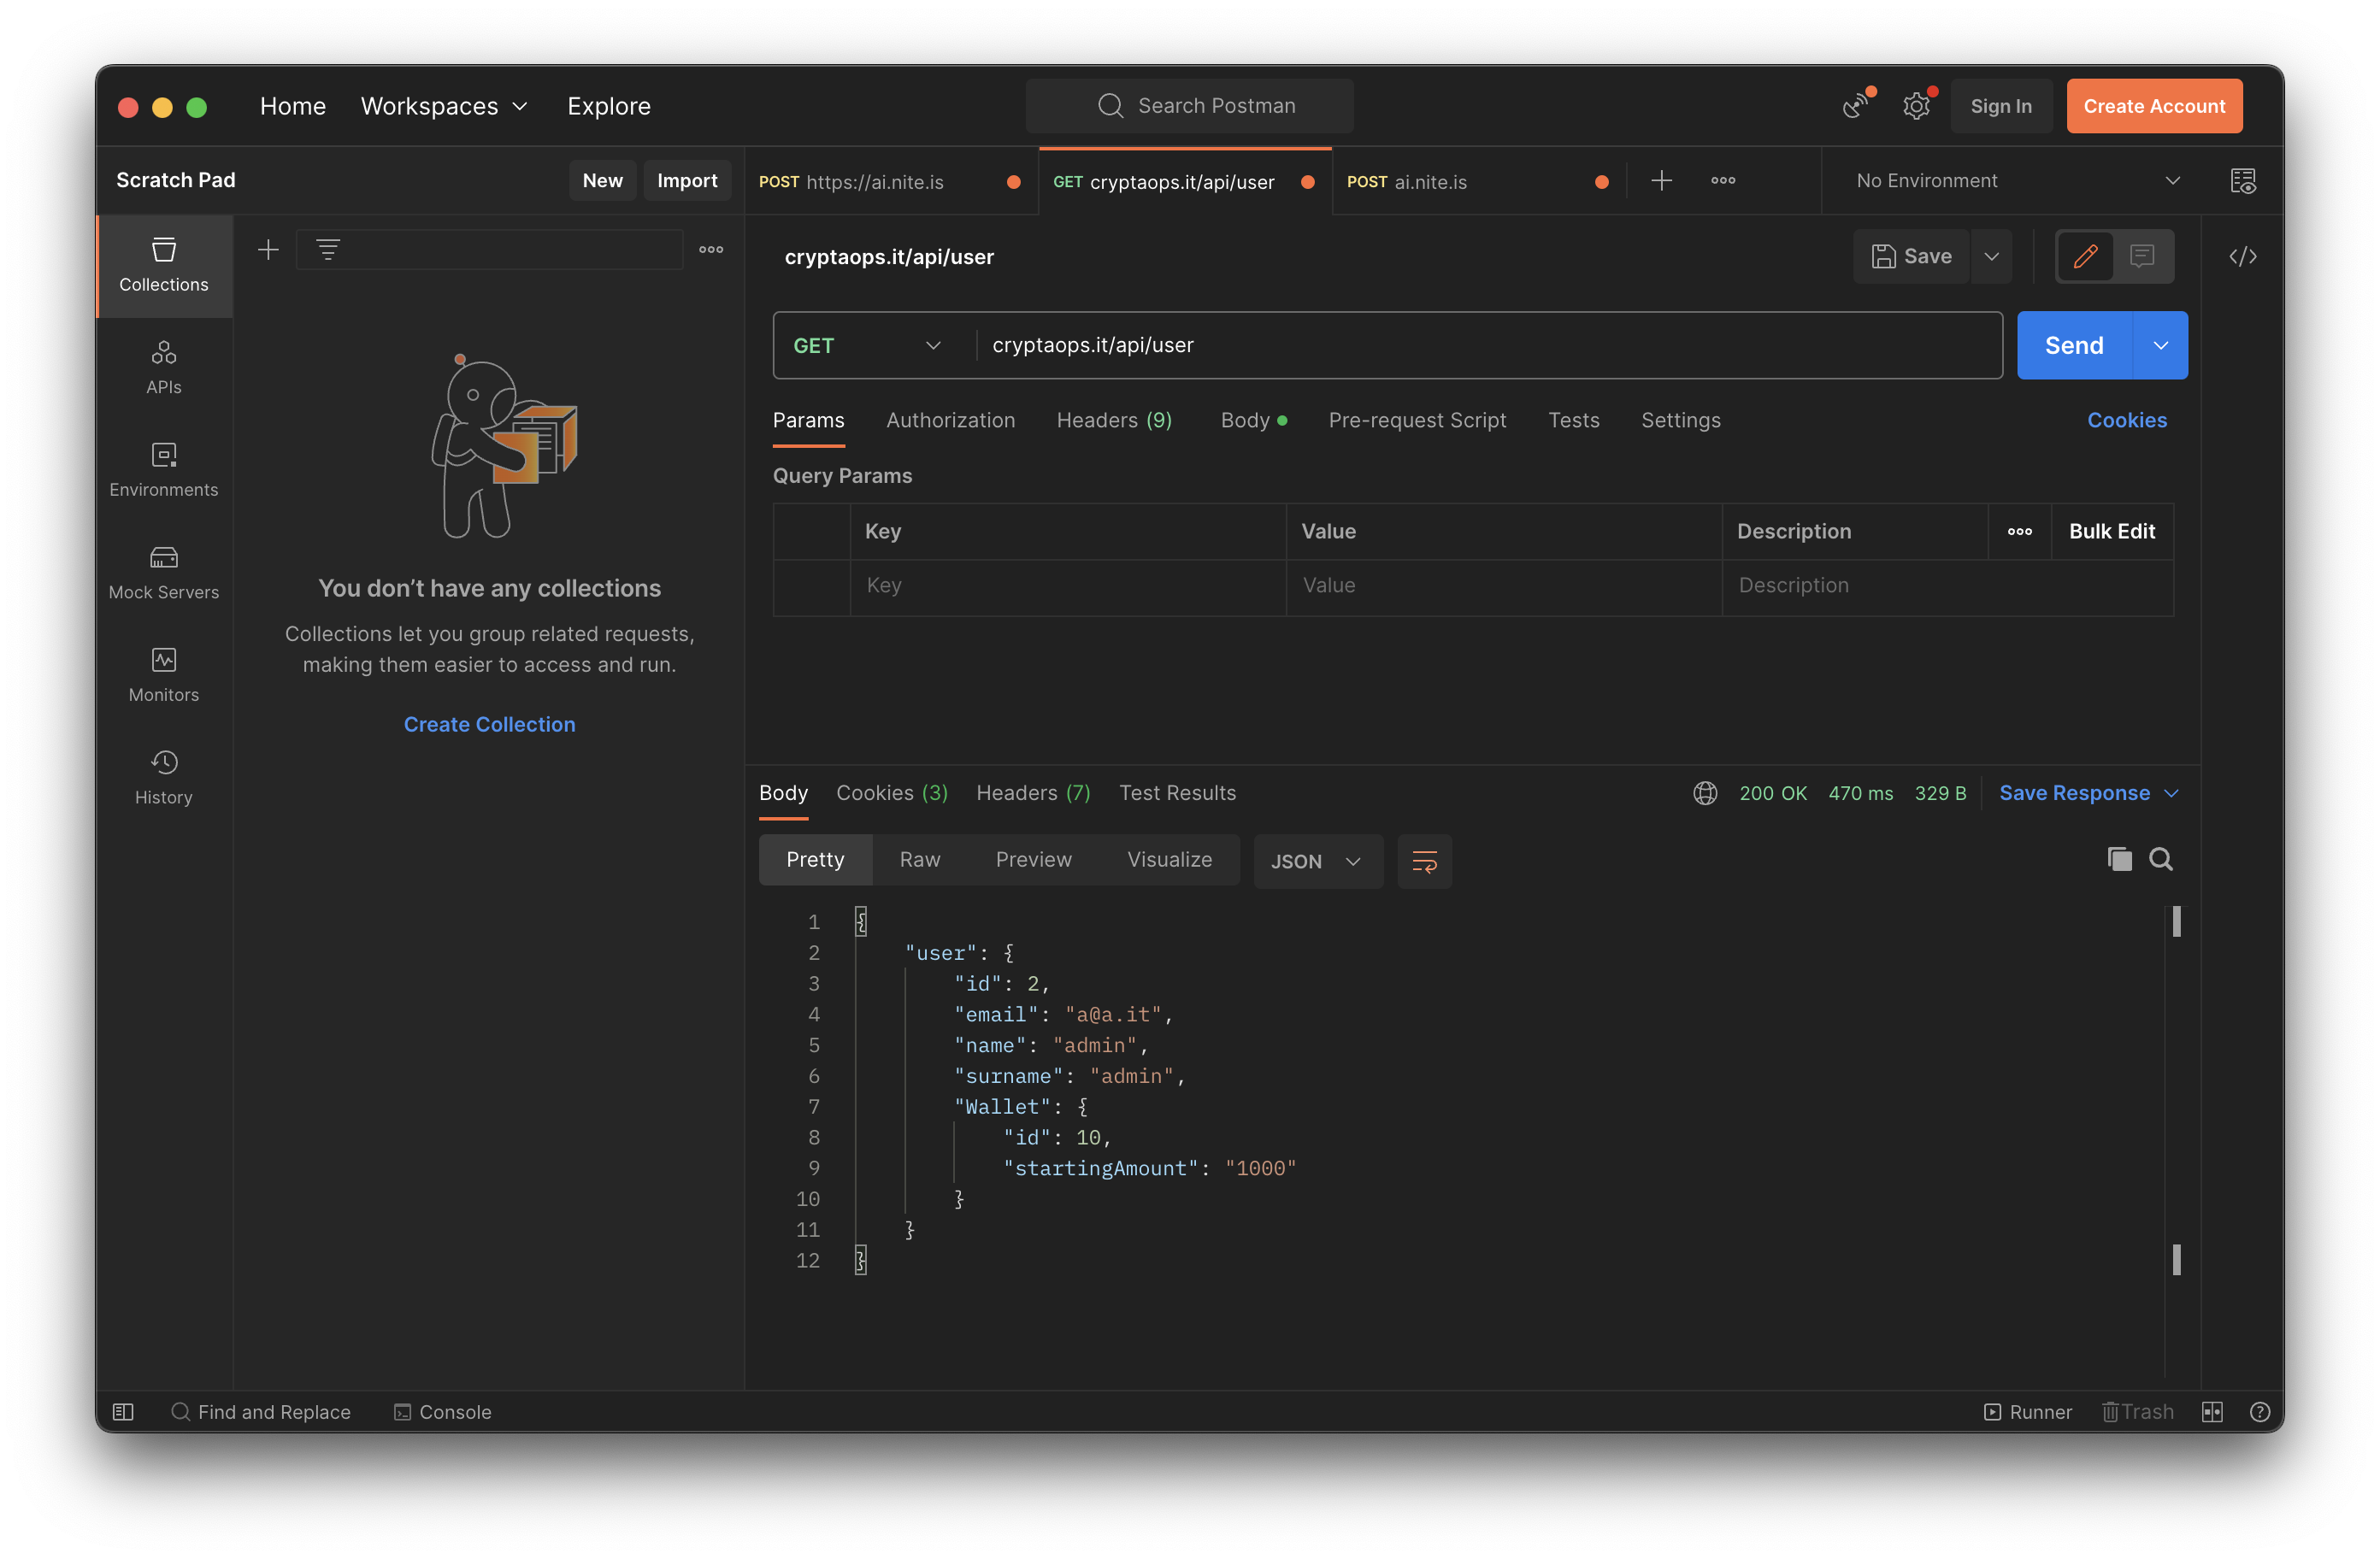 Home Workspaces Explore Search Postman Sign In Create Account
Scratch Pad New Import POST https://ai.nite.is GET cryptaops.it/api/user POST ai.nite.is No Environment
Collections
APIs
Environments
Mock Servers
Monitors
History
You don’t have any collections
Collections let you group related requests,
making them easier to access and run.
Create Collection
cryptaops.it/api/user Save
GET cryptaops.it/api/user Send
Params Authorization Headers (9) Body Pre-request Script Tests Settings Cookies
Query Params
Key Value Description Bulk Edit
Key Value Description
Body Cookies (3) Headers (7) Test Results 200 OK 470 ms 329 B Save Response
Pretty Raw Preview Visualize JSON
1 {
2 "user": {
3 "id": 2,
4 "email": "a@a.it",
5 "name": "admin",
6 "surname": "admin",
7 "Wallet": {
8 "id": 10,
9 "startingAmount": "1000"
10 }
11 }
12 }
Find and Replace Console Runner Trash